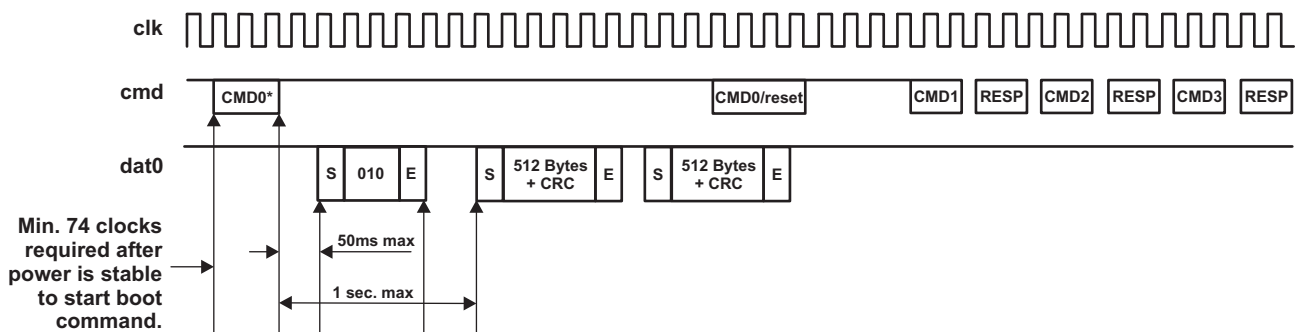 clk
cmd
CMD0*
CMD0/reset
CMD1
RESP
CMD2
RESP
CMD3
RESP
dat0
S
010
E
S
512 Bytes
+ CRC
E
S
512 Bytes
+ CRC
E
Min. 74 clocks
required after
power is stable
to start boot
command.
50ms max
1 sec. max